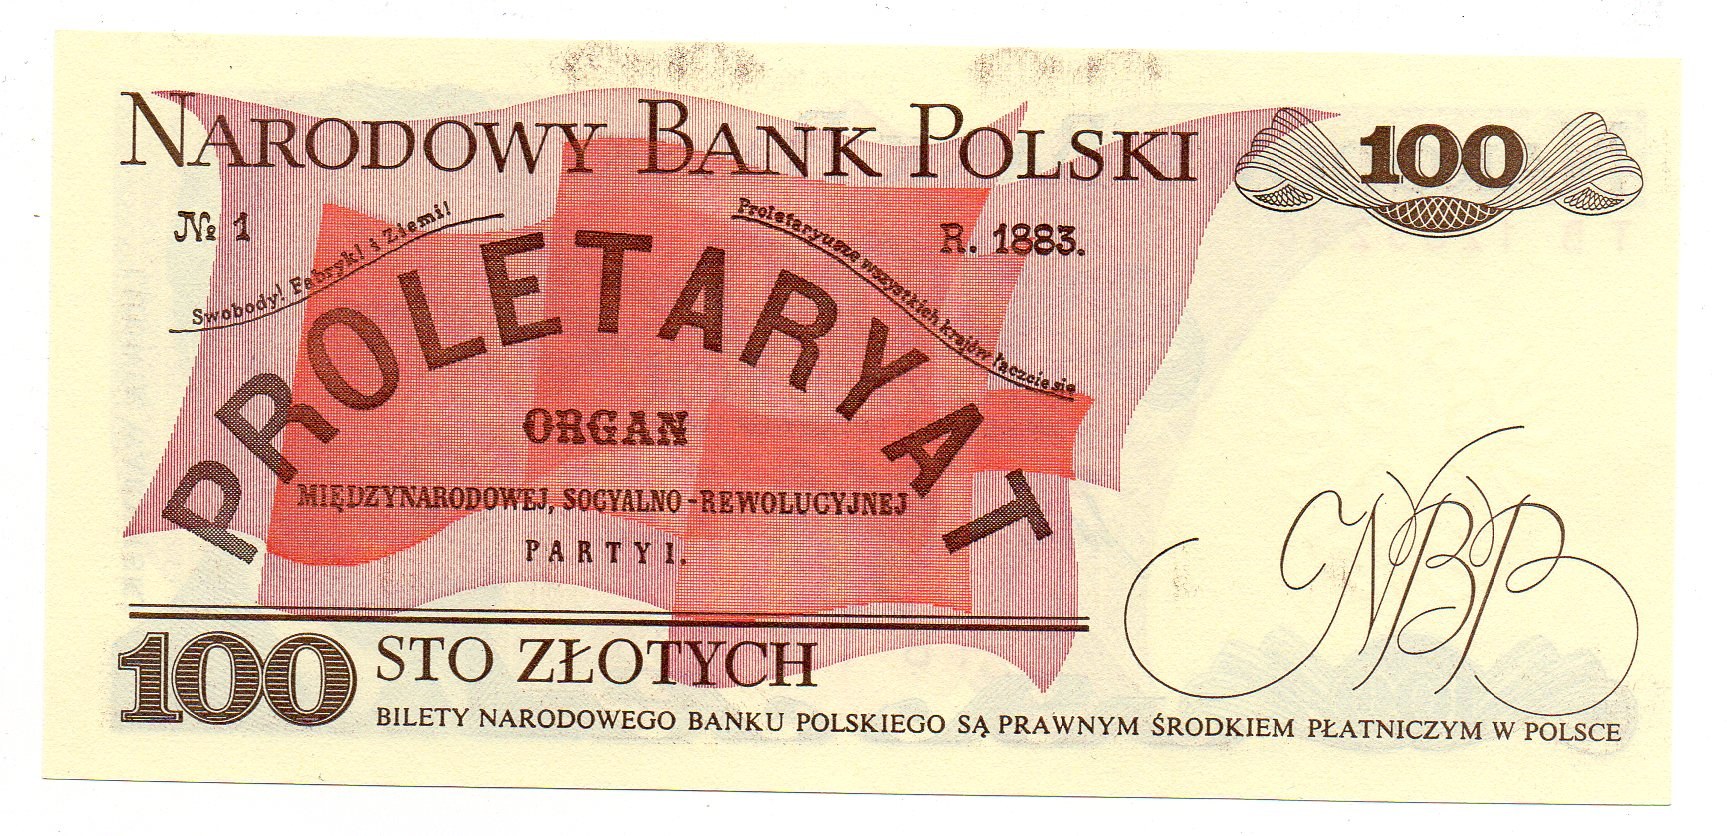 NARODOWY BANK POLSKI
100
№ 1
R. 1883.
Swobody! Fabryk! i Ziemi!
Proletaryusze wszystkich krajów łączcie się
PROLETARYAT
ORGAN
MIĘDZYNARODOWEJ, SOCYALNO-REWOLUCYJNEJ
PARTYI.
NBP
100 STO ZŁOTYCH
BILETY NARODOWEGO BANKU POLSKIEGO SĄ PRAWNYM ŚRODKIEM PŁATNICZYM W POLSCE